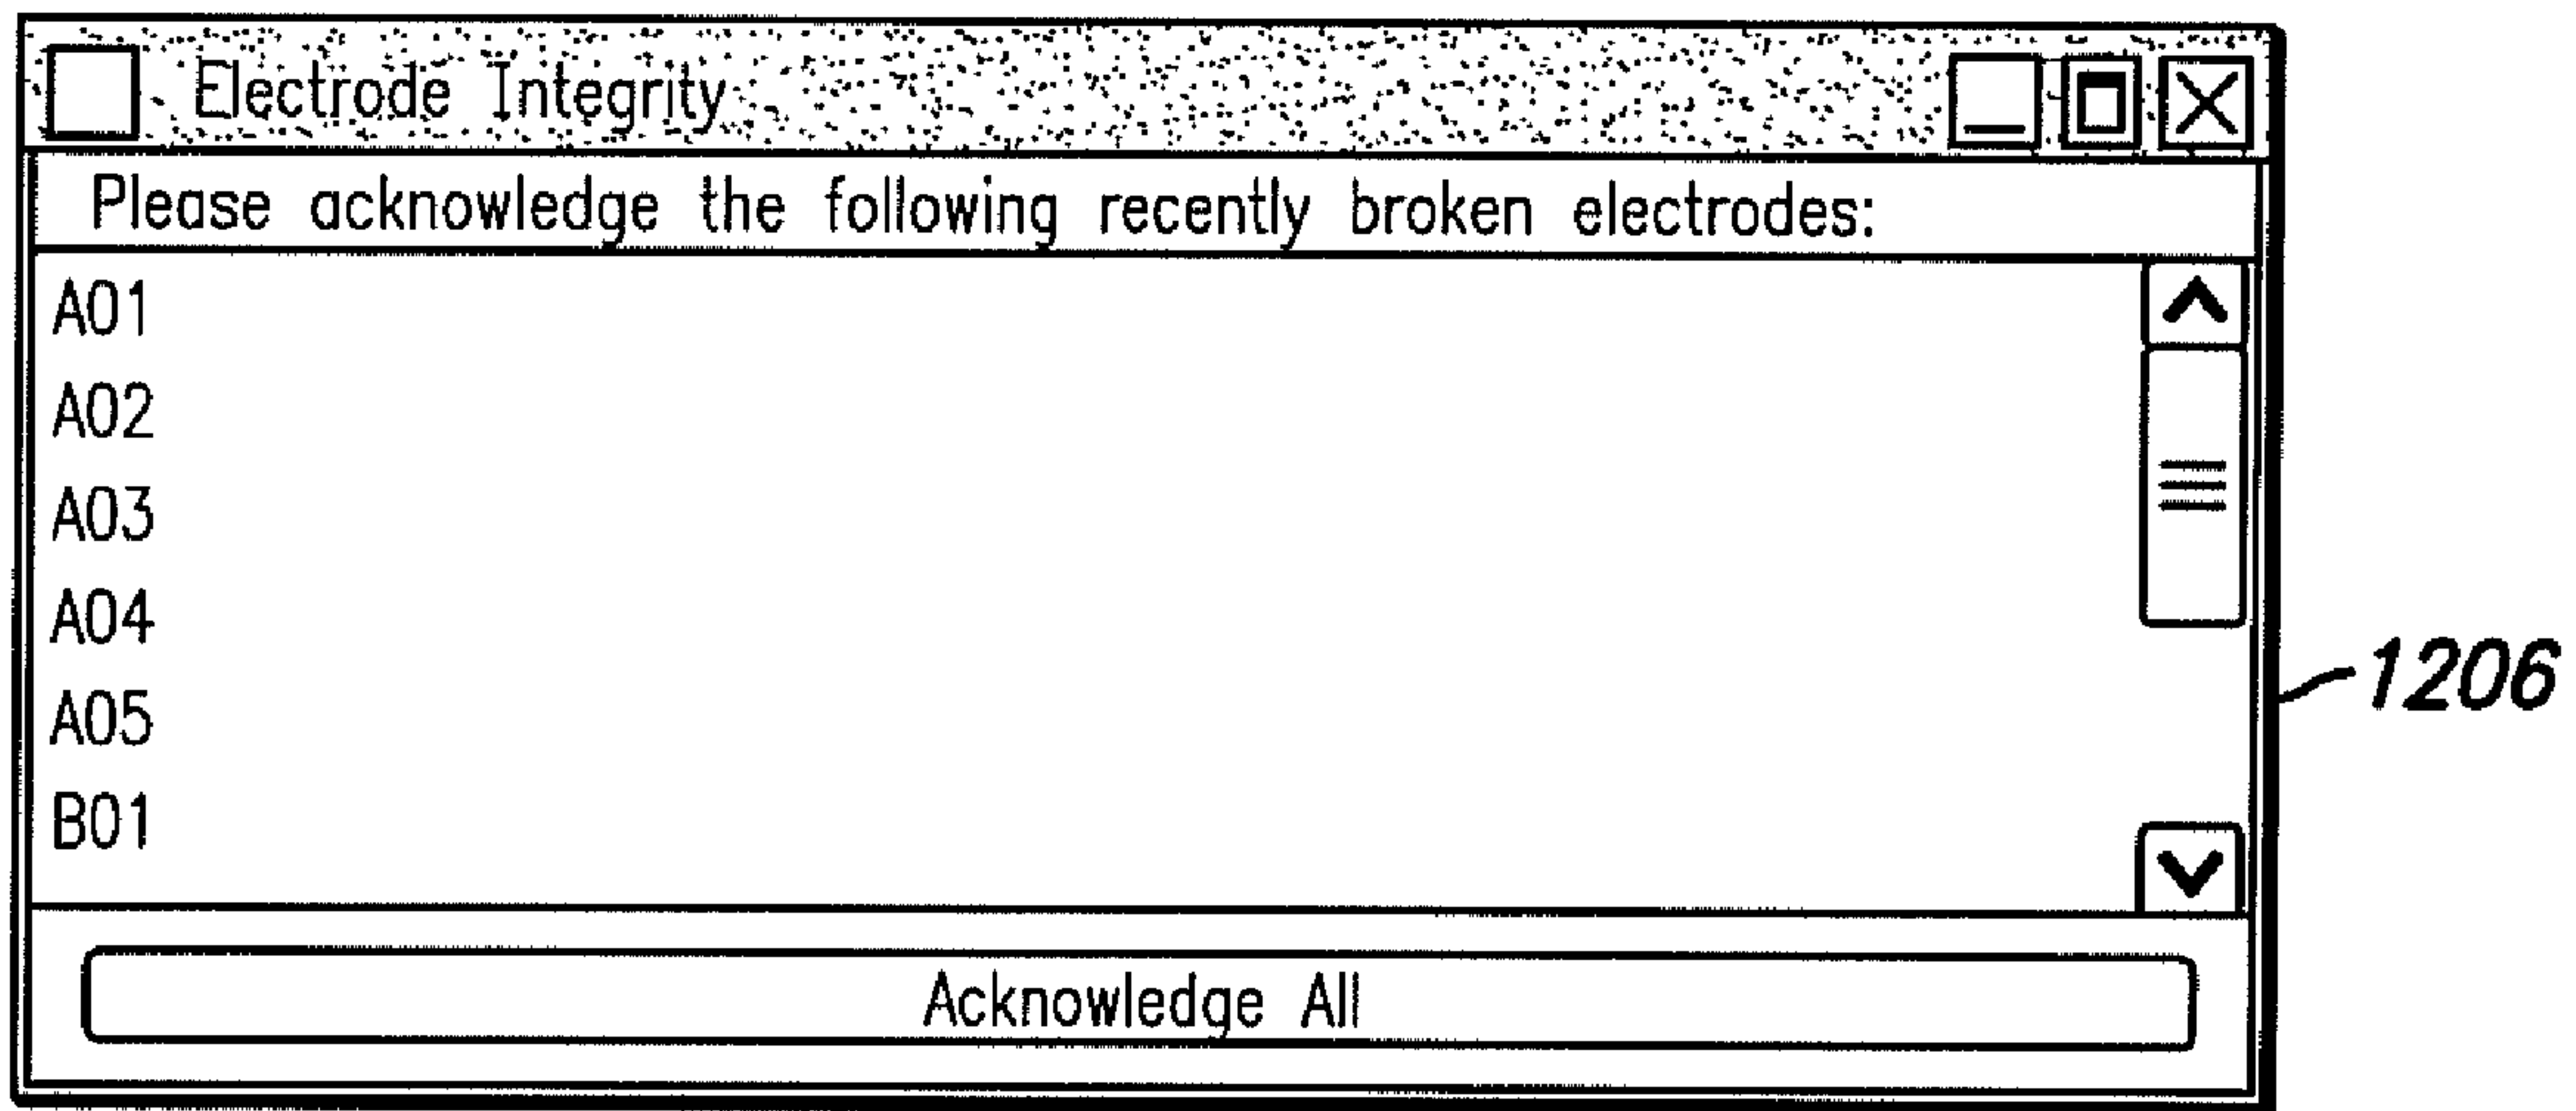 Electrode Integrity
Please acknowledge the following recently broken electrodes:
A01
A02
A03
A04
A05
B01
1206
Acknowledge All